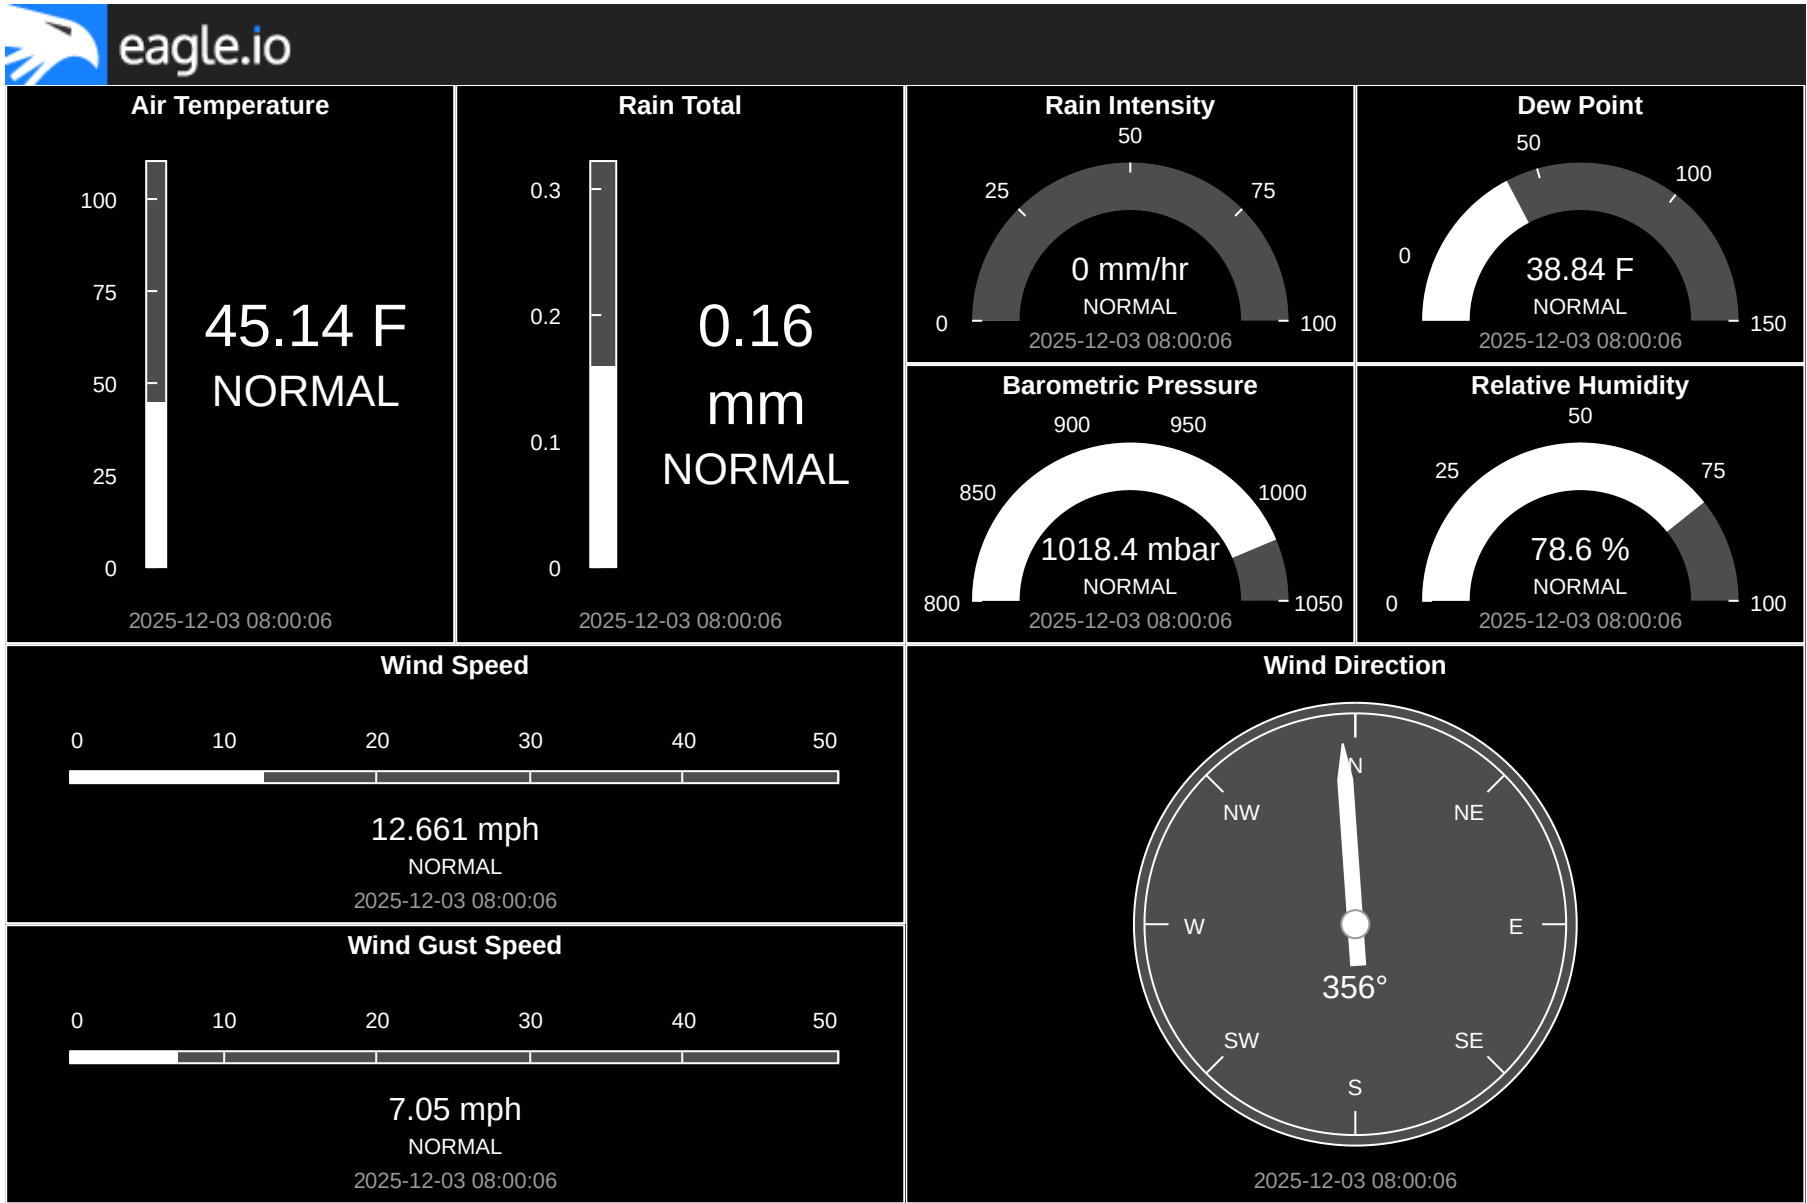 eagle.io
Air Temperature
100
75
50
25
0
45.14 F
NORMAL
2025-12-03 08:00:06
Rain Total
0.3
0.2
0.1
0
0.16
mm
NORMAL
2025-12-03 08:00:06
Rain Intensity
50
25
75
0
100
0 mm/hr
NORMAL
2025-12-03 08:00:06
Dew Point
50
100
0
150
38.84 F
NORMAL
2025-12-03 08:00:06
Barometric Pressure
900
950
850
1000
800
1050
1018.4 mbar
NORMAL
2025-12-03 08:00:06
Relative Humidity
50
25
75
0
100
78.6 %
NORMAL
2025-12-03 08:00:06
Wind Speed
0 10 20 30 40 50
12.661 mph
NORMAL
2025-12-03 08:00:06
Wind Gust Speed
0 10 20 30 40 50
7.05 mph
NORMAL
2025-12-03 08:00:06
Wind Direction
N
NW NE
W E
356°
SW SE
S
2025-12-03 08:00:06